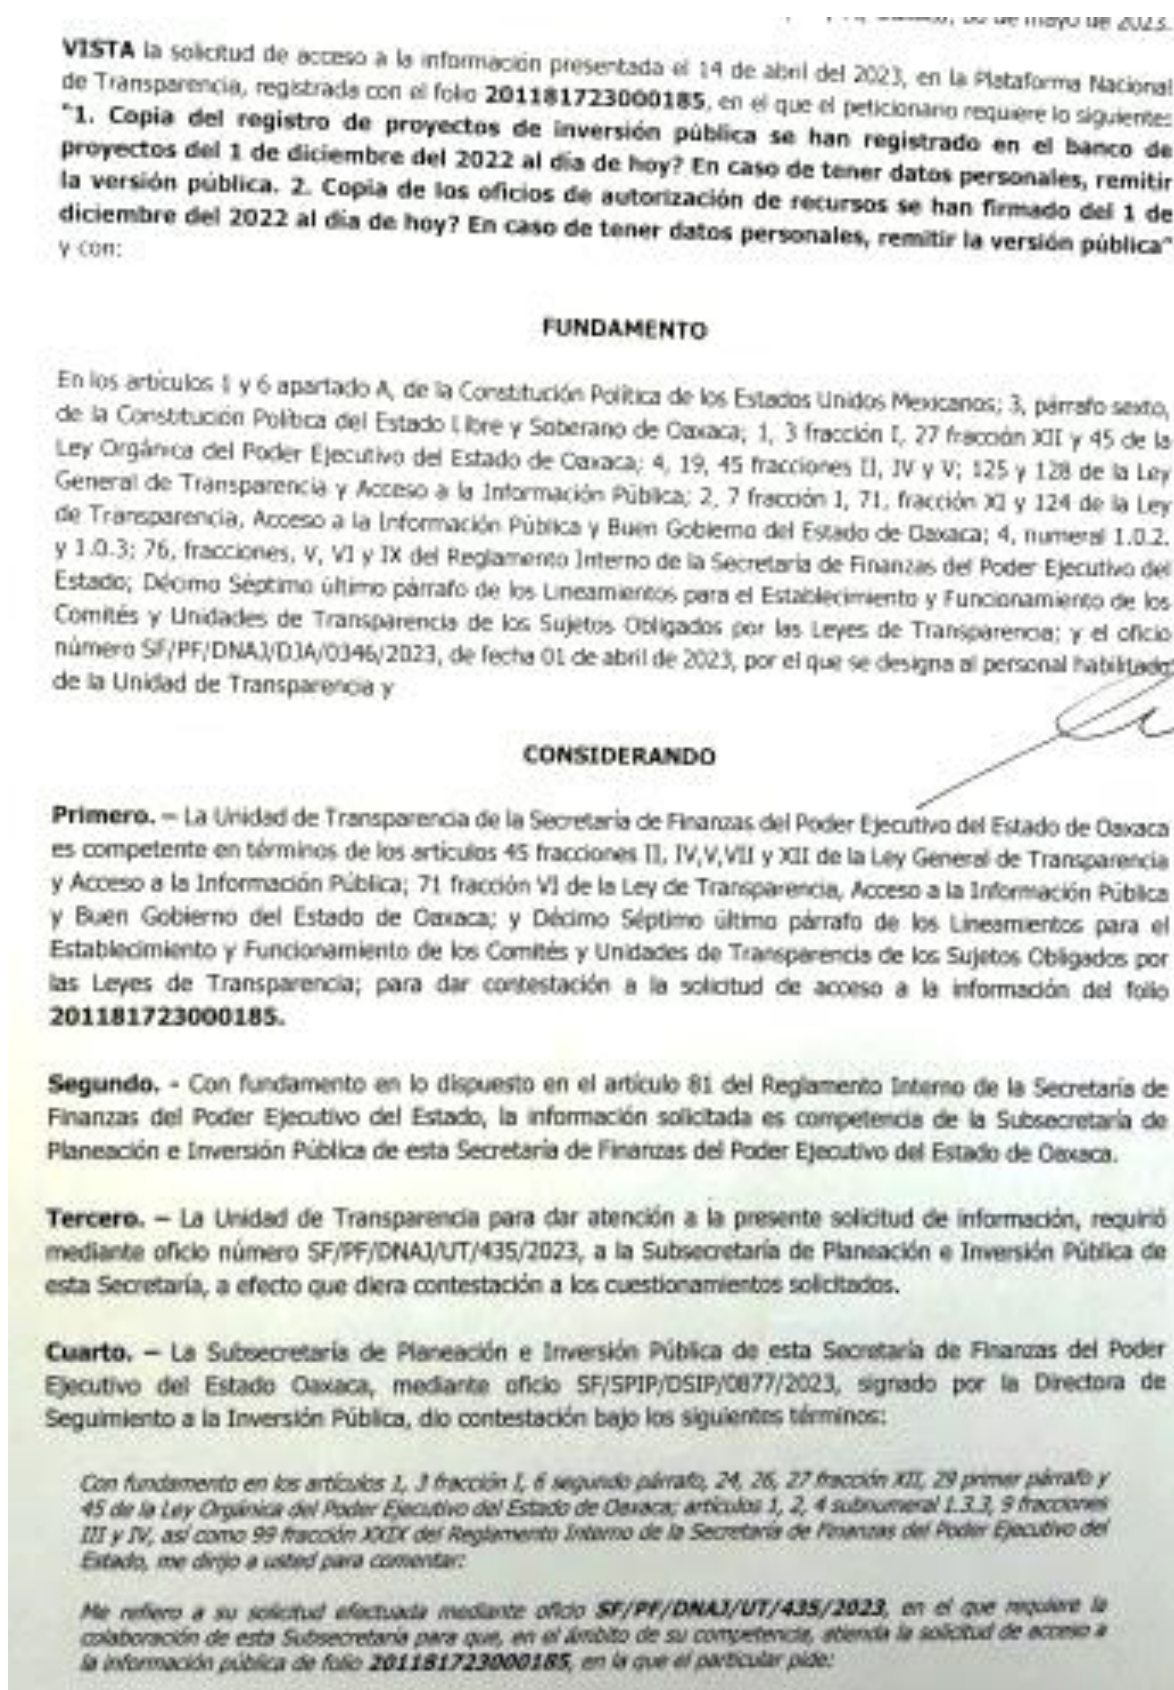 de mayo de 2023.
VISTA la solicitud de acceso a la información presentada el 14 de abril del 2023, en la Plataforma Nacional
de Transparencia, registrada con el folio 201181723000185, en el que el peticionario requiere lo siguiente:
"1. Copia del registro de proyectos de inversión pública se han registrado en el banco de
proyectos del 1 de diciembre del 2022 al día de hoy? En caso de tener datos personales, remitir
la versión pública. 2. Copia de los oficios de autorización de recursos se han firmado del 1 de
diciembre del 2022 al día de hoy? En caso de tener datos personales, remitir la versión pública"
y con:
FUNDAMENTO
En los artículos 1 y 6 apartado A, de la Constitución Política de los Estados Unidos Mexicanos; 3, párrafo sexto,
de la Constitución Política del Estado Libre y Soberano de Oaxaca; 1, 3 fracción I, 27 fracción XII y 45 de la
Ley Orgánica del Poder Ejecutivo del Estado de Oaxaca; 4, 19, 45 fracciones II, IV y V; 125 y 128 de la Ley
General de Transparencia y Acceso a la Información Pública; 2, 7 fracción I, 71, fracción XI y 124 de la Ley
de Transparencia, Acceso a la Información Pública y Buen Gobierno del Estado de Oaxaca; 4, numeral 1.0.2.
y 1.0.3; 76, fracciones, V, VI y IX del Reglamento Interno de la Secretaría de Finanzas del Poder Ejecutivo del
Estado; Décimo Séptimo último párrafo de los Lineamientos para el Establecimiento y Funcionamiento de los
Comités y Unidades de Transparencia de los Sujetos Obligados por las Leyes de Transparencia; y el oficio
número SF/PF/DNAJ/DJA/0346/2023, de fecha 01 de abril de 2023, por el que se designa al personal habilitado
de la Unidad de Transparencia y
CONSIDERANDO
Primero. – La Unidad de Transparencia de la Secretaría de Finanzas del Poder Ejecutivo del Estado de Oaxaca
es competente en términos de los artículos 45 fracciones II, IV,V,VII y XII de la Ley General de Transparencia
y Acceso a la Información Pública; 71 fracción VI de la Ley de Transparencia, Acceso a la Información Pública
y Buen Gobierno del Estado de Oaxaca; y Décimo Séptimo último párrafo de los Lineamientos para el
Establecimiento y Funcionamiento de los Comités y Unidades de Transparencia de los Sujetos Obligados por
las Leyes de Transparencia; para dar contestación a la solicitud de acceso a la información del folio
201181723000185.
Segundo. - Con fundamento en lo dispuesto en el artículo 81 del Reglamento Interno de la Secretaría de
Finanzas del Poder Ejecutivo del Estado, la información solicitada es competencia de la Subsecretaría de
Planeación e Inversión Pública de esta Secretaría de Finanzas del Poder Ejecutivo del Estado de Oaxaca.
Tercero. – La Unidad de Transparencia para dar atención a la presente solicitud de información, requirió
mediante oficio número SF/PF/DNAJ/UT/435/2023, a la Subsecretaría de Planeación e Inversión Pública de
esta Secretaría, a efecto que diera contestación a los cuestionamientos solicitados.
Cuarto. – La Subsecretaría de Planeación e Inversión Pública de esta Secretaría de Finanzas del Poder
Ejecutivo del Estado Oaxaca, mediante oficio SF/SPIP/DSIP/0877/2023, signado por la Directora de
Seguimiento a la Inversión Pública, dio contestación bajo los siguientes términos:
Con fundamento en los artículos 1, 3 fracción I, 6 segundo párrafo, 24, 26, 27 fracción XII, 29 primer párrafo y
45 de la Ley Orgánica del Poder Ejecutivo del Estado de Oaxaca; artículos 1, 2, 4 subnumeral 1.3.3, 9 fracciones
III y IV, así como 99 fracción XXIX del Reglamento Interno de la Secretaría de Finanzas del Poder Ejecutivo del
Estado, me dirijo a usted para comentar:
Me refiero a su solicitud efectuada mediante oficio SF/PF/DNAJ/UT/435/2023, en el que requiere la
colaboración de esta Subsecretaría para que, en el ámbito de su competencia, atienda la solicitud de acceso a
la información pública de folio 201181723000185, en la que el particular pide: